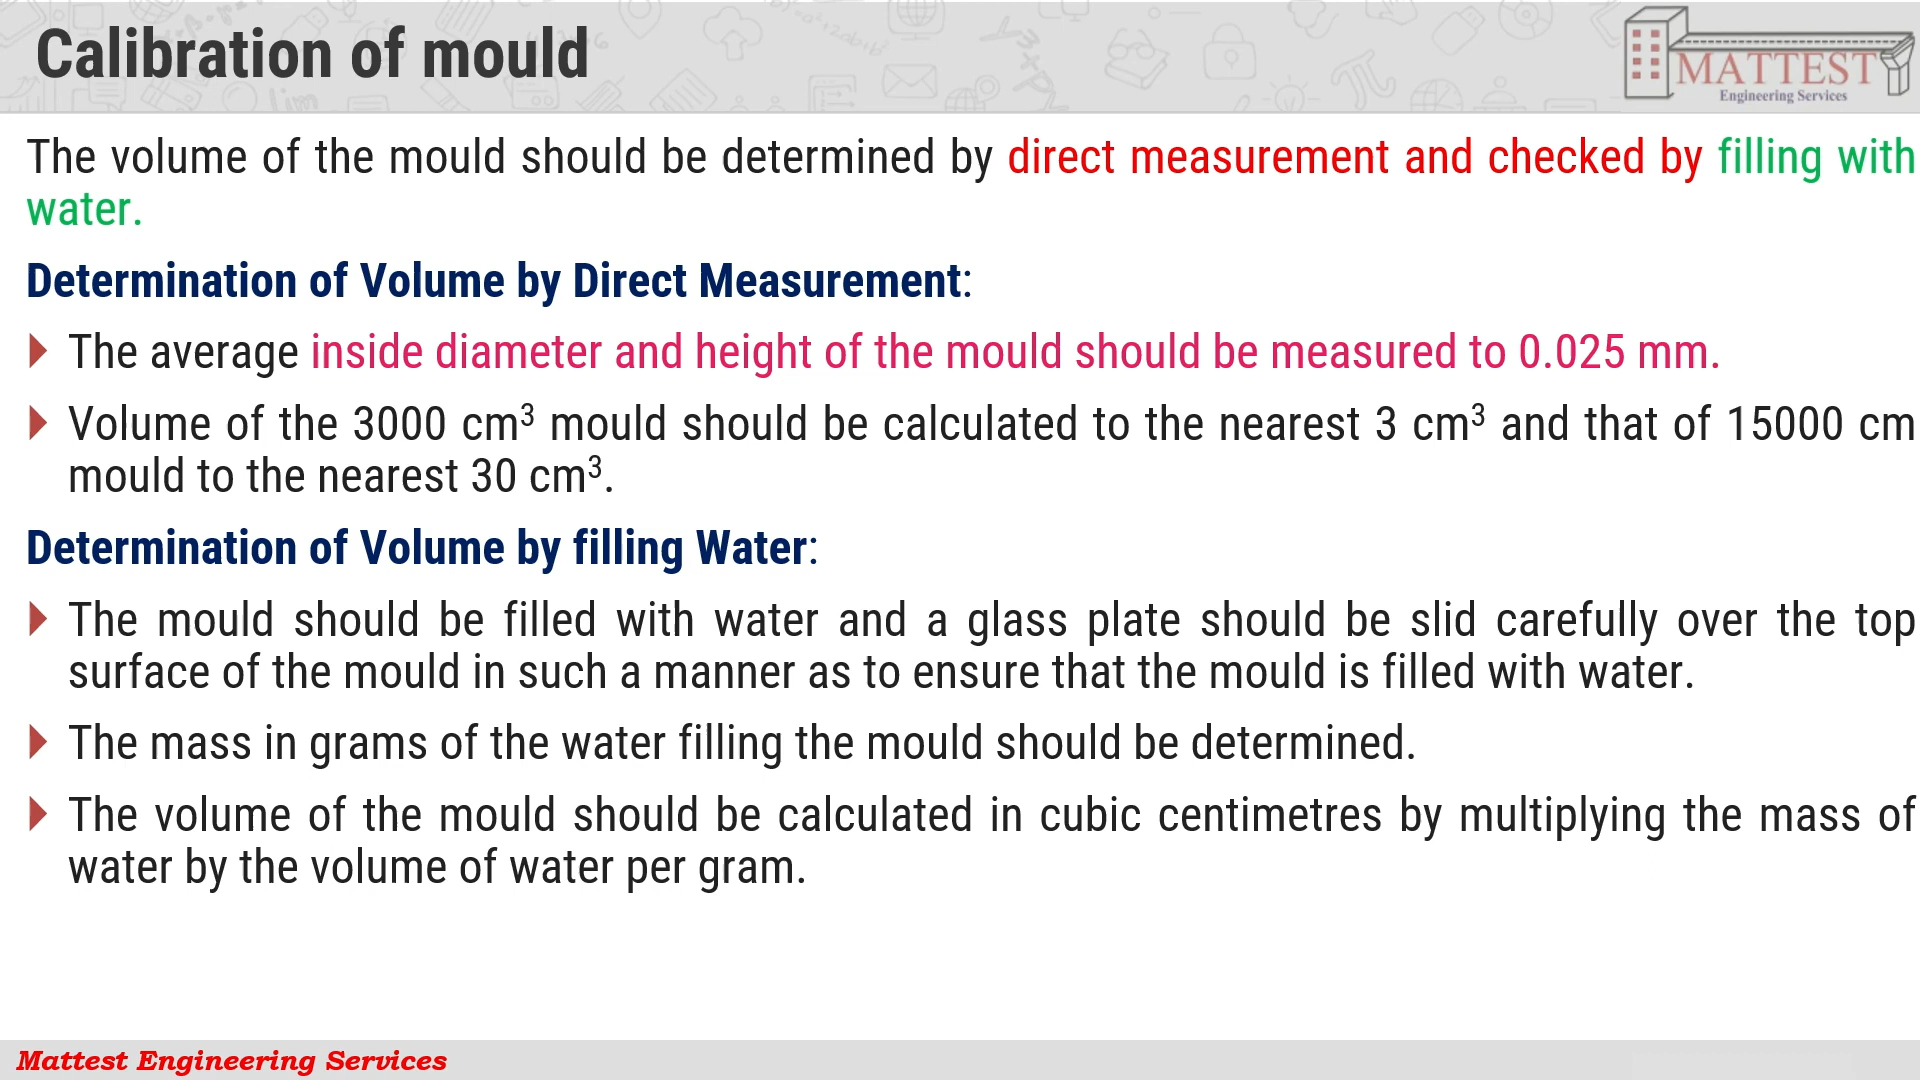 Calibration of mould
MATTEST
Engineering Services
The volume of the mould should be determined by direct measurement and checked by filling with
water.
Determination of Volume by Direct Measurement:
The average inside diameter and height of the mould should be measured to 0.025 mm.
Volume of the 3000 cm³ mould should be calculated to the nearest 3 cm³ and that of 15000 cm
mould to the nearest 30 cm³.
Determination of Volume by filling Water:
The mould should be filled with water and a glass plate should be slid carefully over the top
surface of the mould in such a manner as to ensure that the mould is filled with water.
The mass in grams of the water filling the mould should be determined.
The volume of the mould should be calculated in cubic centimetres by multiplying the mass of
water by the volume of water per gram.
Mattest Engineering Services